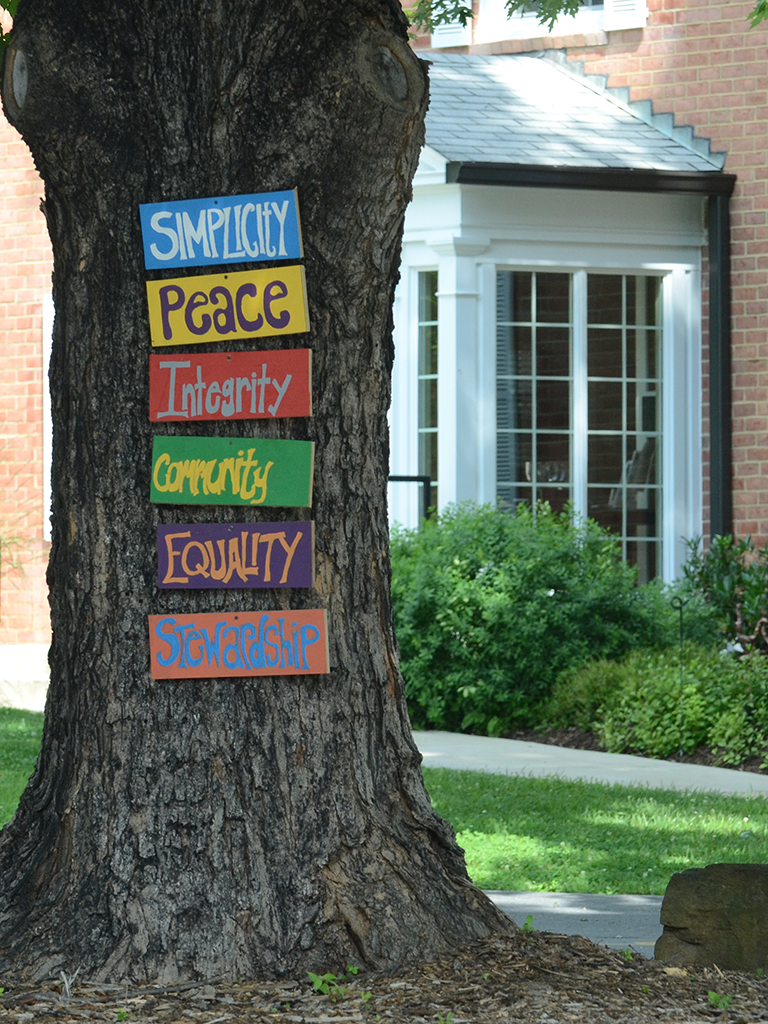 SIMPLICITY
Peace
Integrity
Community
EQUALITY
Stewardship